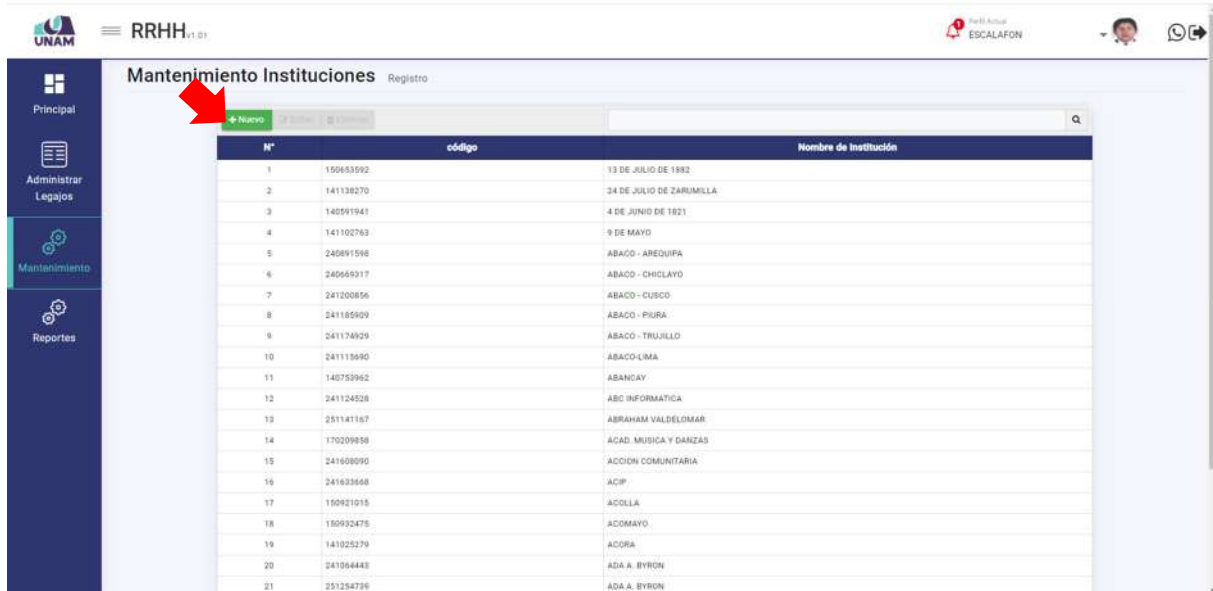 UNAM
RRHH v1.01
Perfil Actual
ESCALAFON
Mantenimiento Instituciones Registro
Principal
Administrar
Legajos
Mantenimiento
Reportes
+ Nuevo Editar Eliminar
N° código Nombre de Institución
1 150653592 13 DE JULIO DE 1882
2 141138270 24 DE JULIO DE ZARUMILLA
3 140591941 4 DE JUNIO DE 1821
4 141102763 9 DE MAYO
5 240891598 ABACO - AREQUIPA
6 240669317 ABACO - CHICLAYO
7 241200856 ABACO - CUSCO
8 241185909 ABACO - PIURA
9 241174929 ABACO - TRUJILLO
10 241115690 ABACO-LIMA
11 140753962 ABANCAY
12 241124528 ABC INFORMATICA
13 251141167 ABRAHAM VALDELOMAR
14 170209858 ACAD. MUSICA Y DANZAS
15 241608090 ACCION COMUNITARIA
16 241633668 ACIP
17 150921015 ACOLLA
18 150932475 ACOMAYO
19 141025279 ACORA
20 241064443 ADA A. BYRON
21 251254739 ADA A. BYRON